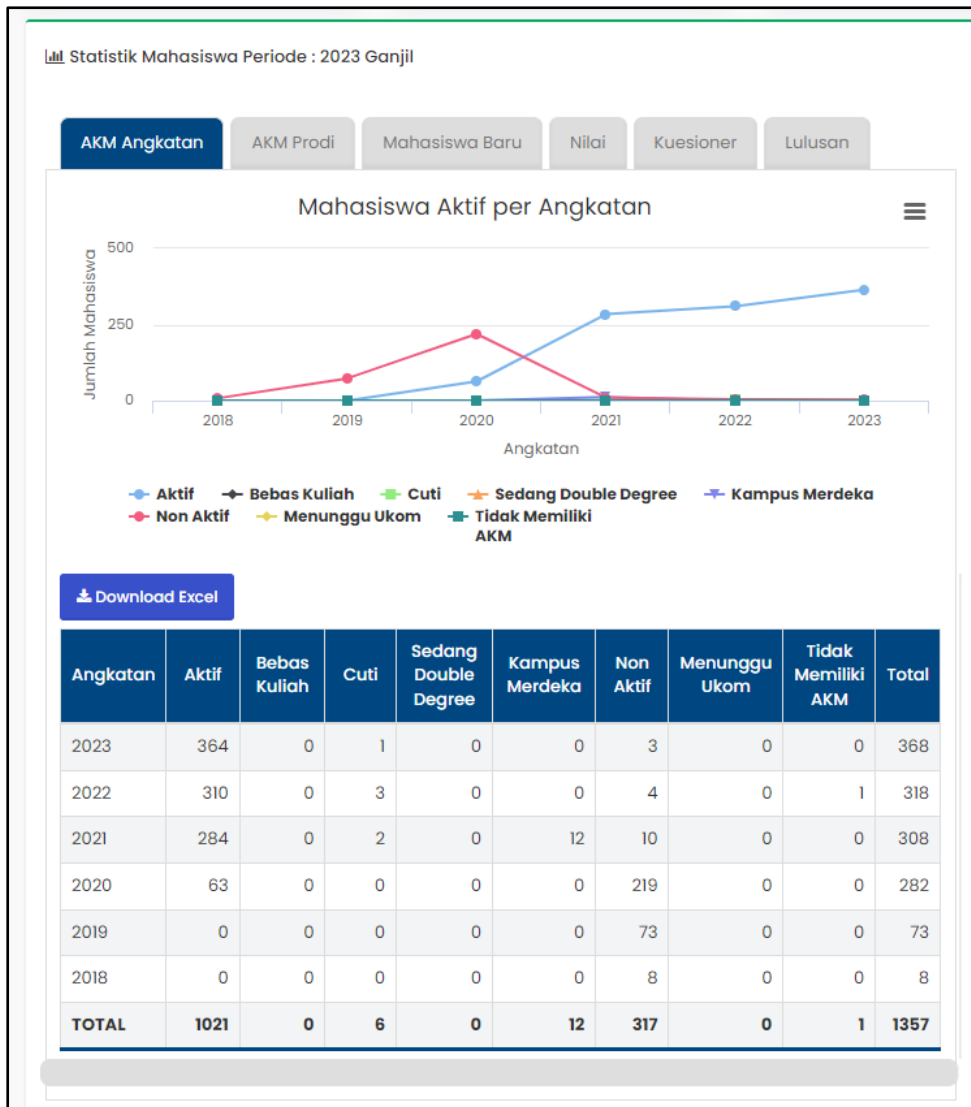 Statistik Mahasiswa Periode : 2023 Ganjil
AKM Angkatan AKM Prodi Mahasiswa Baru Nilai Kuesioner Lulusan
Mahasiswa Aktif per Angkatan
Jumlah Mahasiswa
500
250
0
2018 2019 2020 2021 2022 2023
Angkatan
Aktif Bebas Kuliah Cuti Sedang Double Degree Kampus Merdeka
Non Aktif Menunggu Ukom Tidak Memiliki
AKM
Download Excel
Angkatan Aktif Bebas Kuliah Cuti Sedang Double Degree Kampus Merdeka Non Aktif Menunggu Ukom Tidak Memiliki AKM Total
2023 364 0 1 0 0 3 0 0 368
2022 310 0 3 0 0 4 0 1 318
2021 284 0 2 0 12 10 0 0 308
2020 63 0 0 0 0 219 0 0 282
2019 0 0 0 0 0 73 0 0 73
2018 0 0 0 0 0 8 0 0 8
TOTAL 1021 0 6 0 12 317 0 1 1357